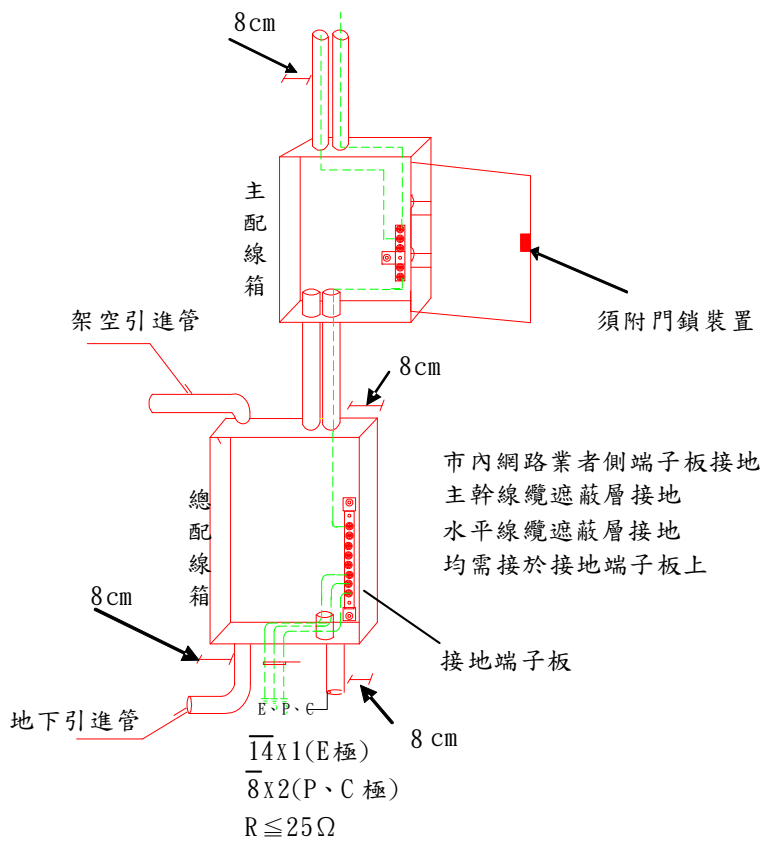 8cm
主配線箱
須附門鎖裝置
架空引進管
8cm
市內網路業者側端子板接地
主幹線纜遮蔽層接地
水平線纜遮蔽層接地
均需接於接地端子板上
總配線箱
8cm
接地端子板
地下引進管
E、P、C
8 cm
14X1(E極)
8X2(P、C 極)
R≦25Ω